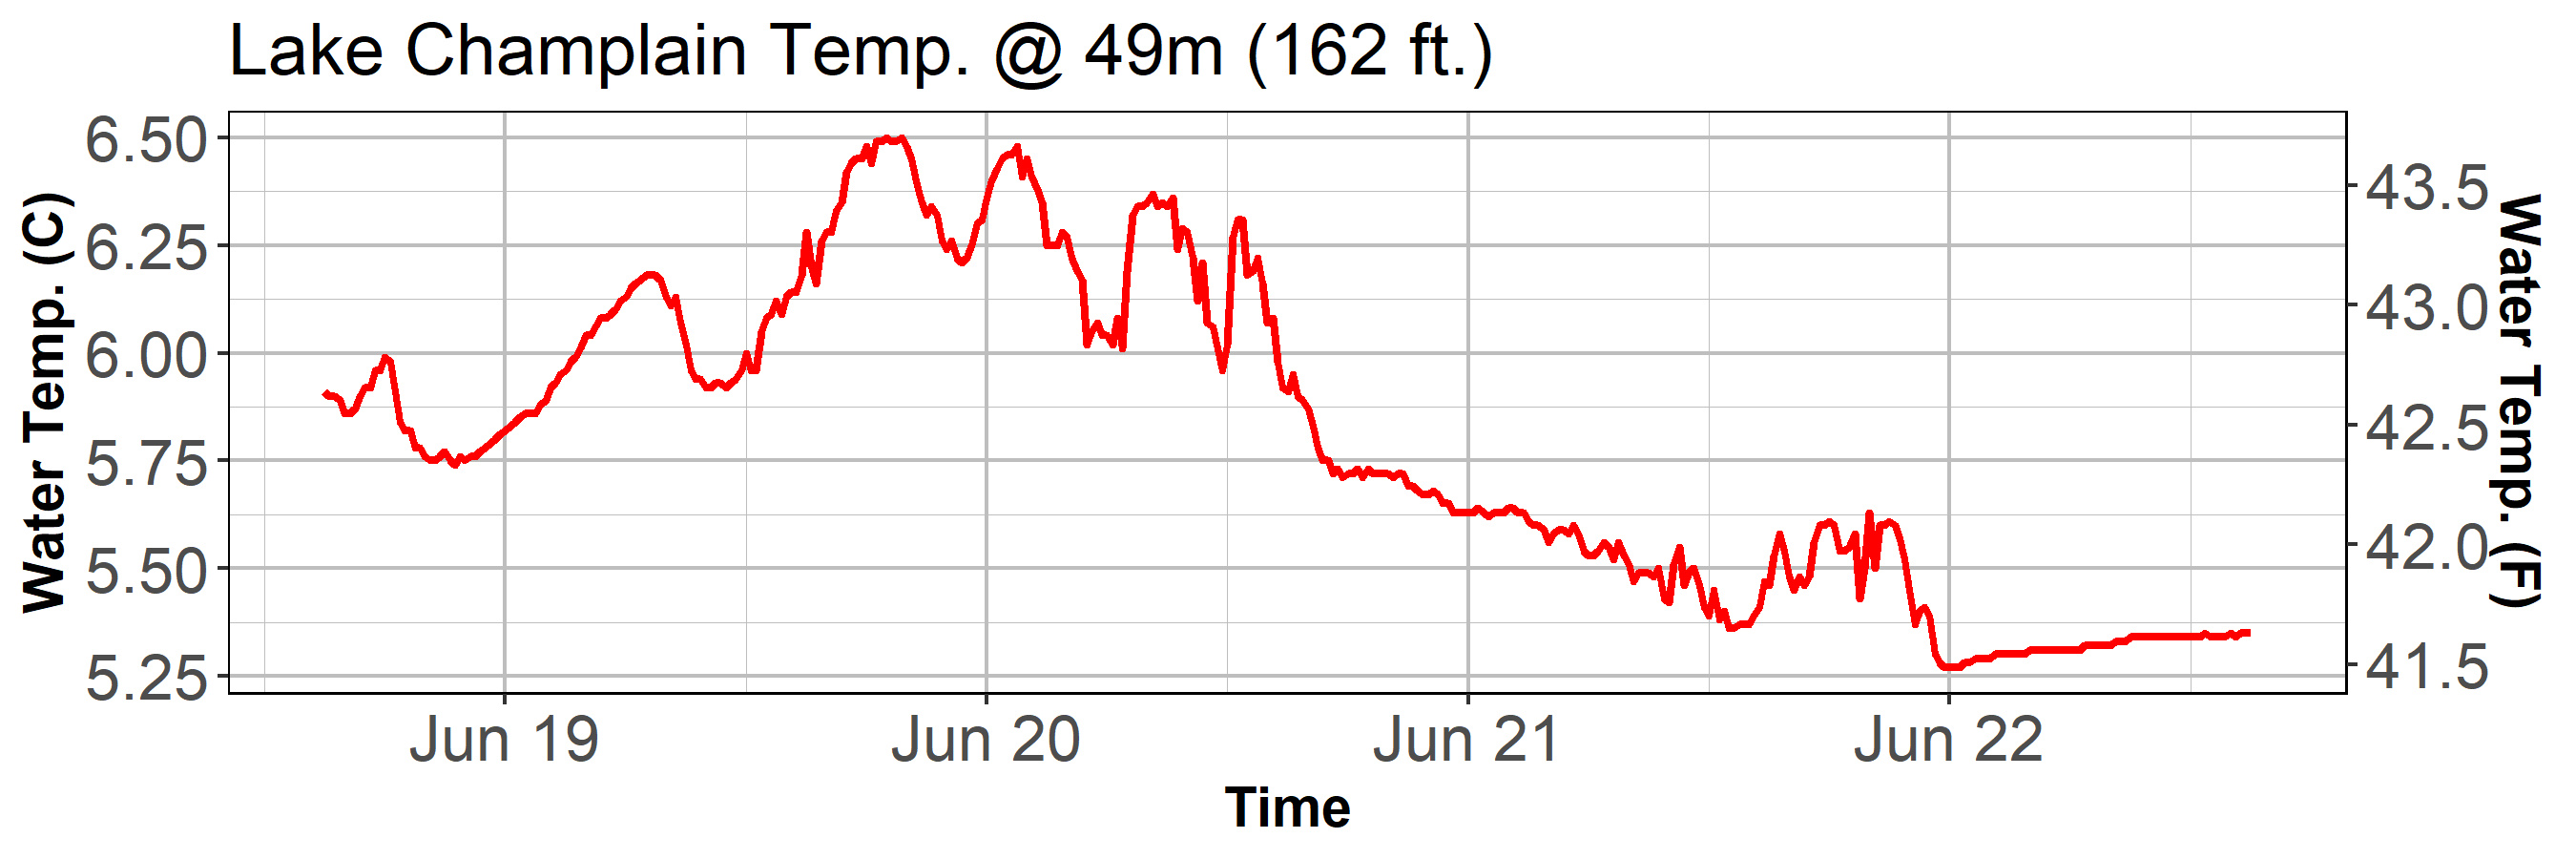 Lake Champlain Temp. @ 49m (162 ft.)
Water Temp. (C)
6.50
6.25
6.00
5.75
5.50
5.25
43.5
43.0
42.5
42.0
41.5
Water Temp. (F)
Jun 19 Jun 20 Jun 21 Jun 22
Time